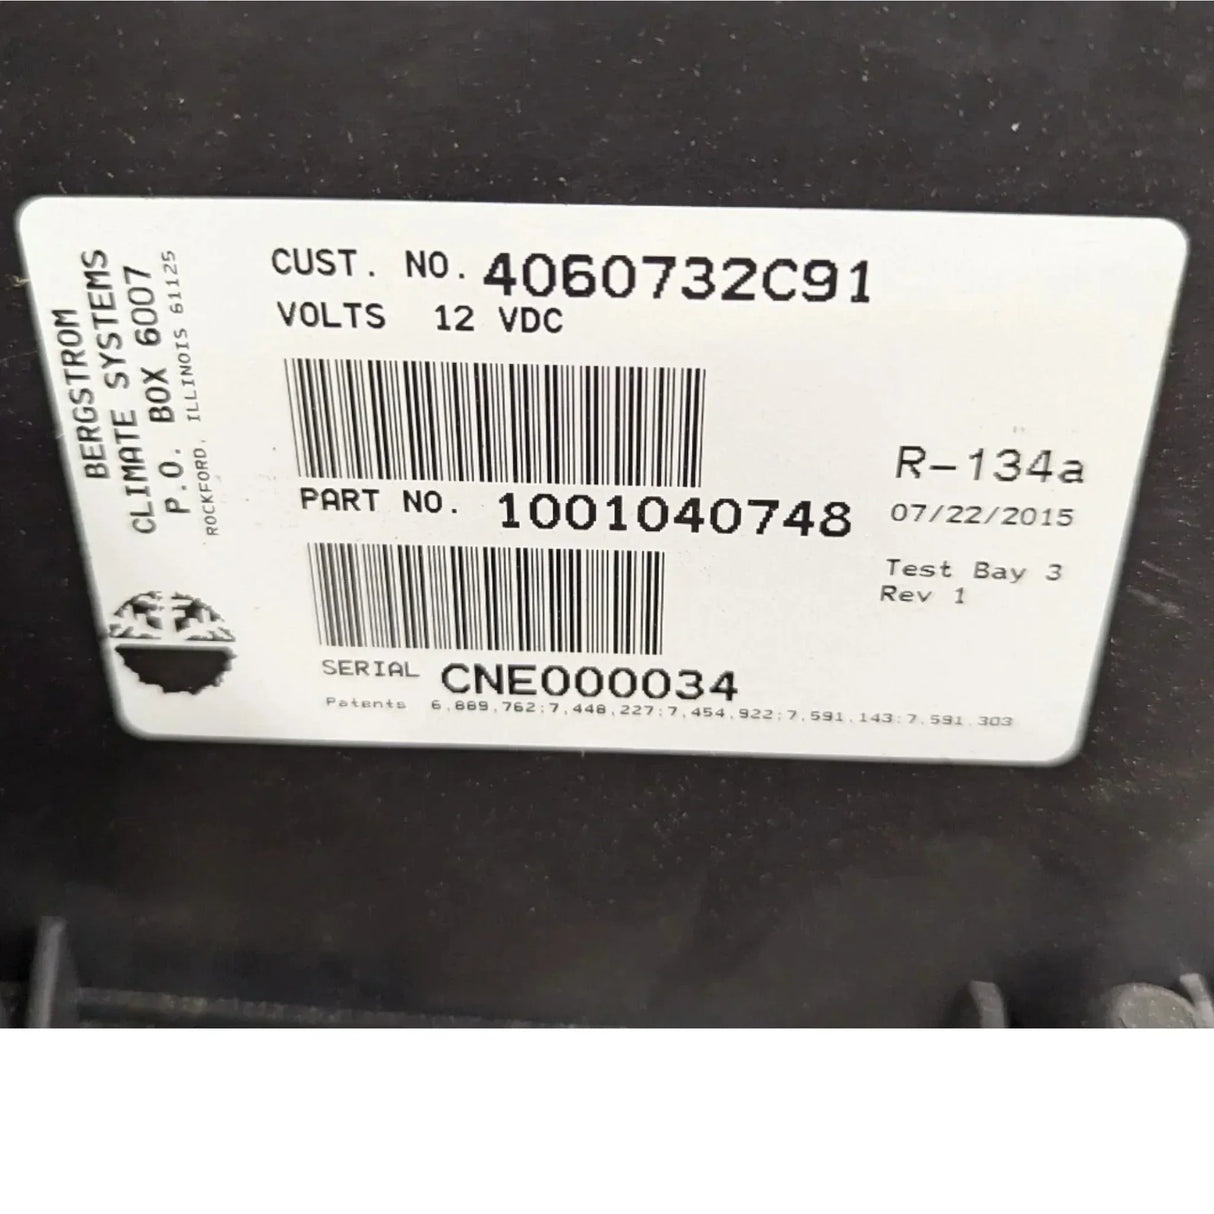 BERGSTROM
CLIMATE SYSTEMS
P.O. BOX 6007
ROCKFORD, ILLINOIS 61125
CUST. NO. 4060732C91
VOLTS 12 VDC
PART NO. 1001040748
SERIAL CNE000034
Patents 6,889,762;7,448,227;7,454,922;7,591,143;7,591,303
R-134a
07/22/2015
Test Bay 3
Rev 1